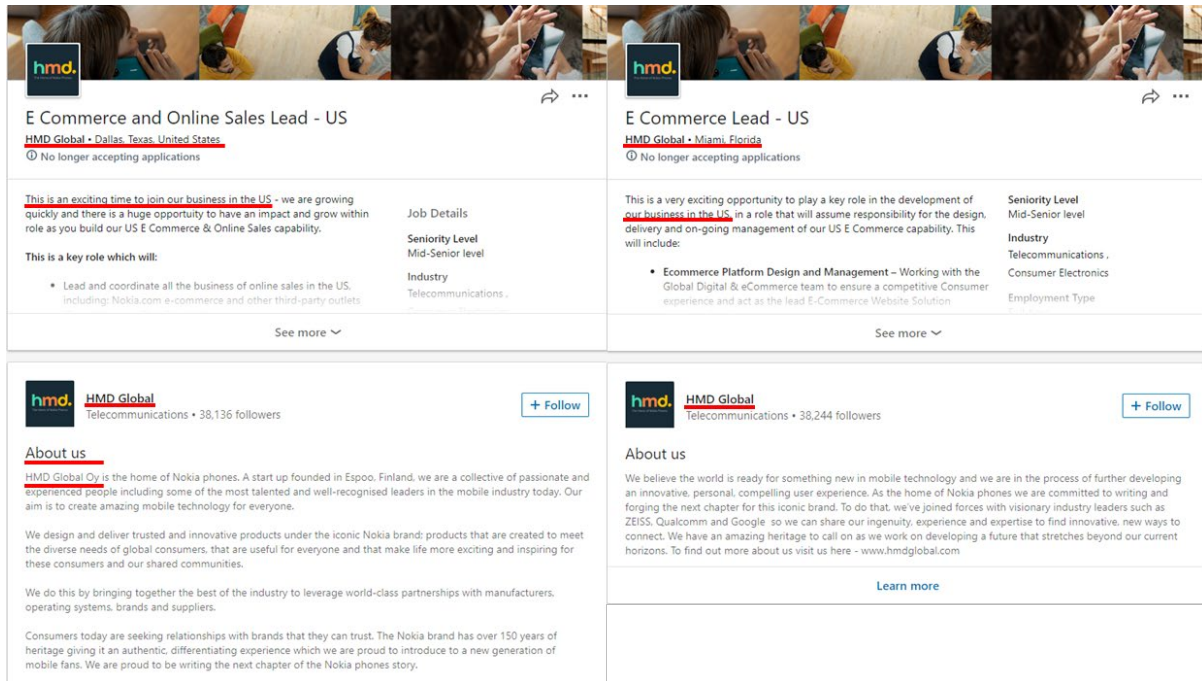 hmd.
E Commerce and Online Sales Lead - US
HMD Global • Dallas, Texas, United States
No longer accepting applications
This is an exciting time to join our business in the US - we are growing
quickly and there is a huge opportuity to have an impact and grow within
role as you build our US E Commerce & Online Sales capability.
This is a key role which will:
• Lead and coordinate all the business of online sales in the US,
including: Nokia.com e-commerce and other third-party outlets
Job Details
Seniority Level
Mid-Senior level
Industry
Telecommunications ,
See more
hmd.
E Commerce Lead - US
HMD Global • Miami, Florida
No longer accepting applications
This is a very exciting opportunity to play a key role in the development of
our business in the US, in a role that will assume responsibility for the design,
delivery and on-going management of our US E Commerce capability. This
will include:
• Ecommerce Platform Design and Management – Working with the
Global Digital & eCommerce team to ensure a competitive Consumer
experience and act as the lead E-Commerce Website Solution
Seniority Level
Mid-Senior level
Industry
Telecommunications ,
Consumer Electronics
Employment Type
See more
hmd.
HMD Global
Telecommunications • 38,136 followers
+ Follow
About us
HMD Global Oy is the home of Nokia phones. A start up founded in Espoo, Finland, we are a collective of passionate and
experienced people including some of the most talented and well-recognised leaders in the mobile industry today. Our
aim is to create amazing mobile technology for everyone.
We design and deliver trusted and innovative products under the iconic Nokia brand: products that are created to meet
the diverse needs of global consumers, that are useful for everyone and that make life more exciting and inspiring for
these consumers and our shared communities.
We do this by bringing together the best of the industry to leverage world-class partnerships with manufacturers,
operating systems, brands and suppliers.
Consumers today are seeking relationships with brands that they can trust. The Nokia brand has over 150 years of
heritage giving it an authentic, differentiating experience which we are proud to introduce to a new generation of
mobile fans. We are proud to be writing the next chapter of the Nokia phones story.
hmd.
HMD Global
Telecommunications • 38,244 followers
+ Follow
About us
We believe the world is ready for something new in mobile technology and we are in the process of further developing
an innovative, personal, compelling user experience. As the home of Nokia phones we are committed to writing and
forging the next chapter for this iconic brand. To do that, we've joined forces with visionary industry leaders such as
ZEISS, Qualcomm and Google so we can share our ingenuity, experience and expertise to find innovative, new ways to
connect. We have an amazing heritage to call on as we work on developing a future that stretches beyond our current
horizons. To find out more about us visit us here - www.hmdglobal.com
Learn more